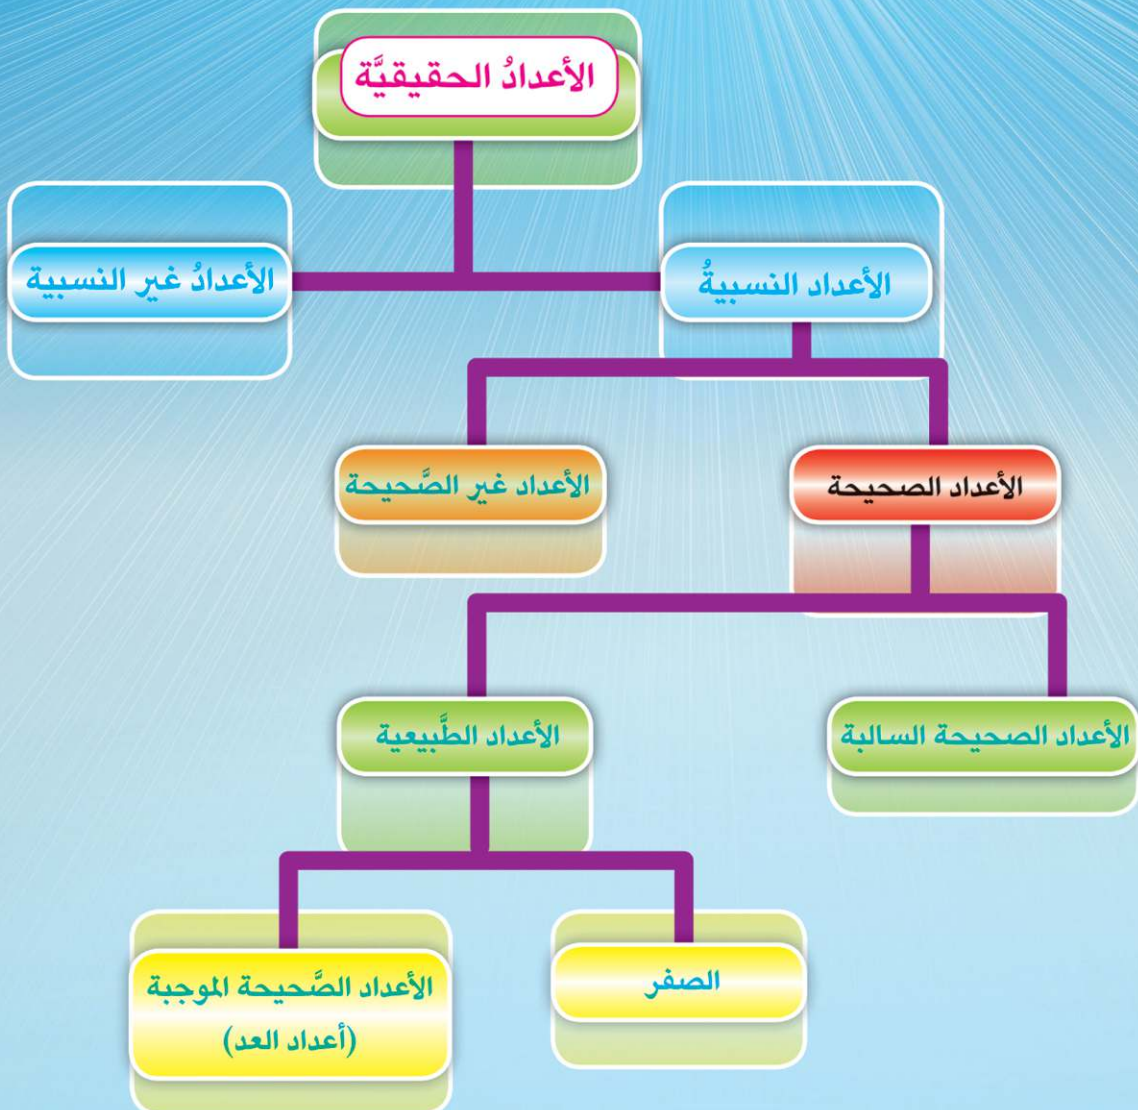 الأعدادُ الحقيقيَّة
الأعداد النسبيةُ
الأعدادُ غير النسبية
الأعداد الصحيحة
الأعداد غير الصَّحيحة
الأعداد الصحيحة السالبة
الأعداد الطَّبيعية
الصفر
الأعداد الصَّحيحة الموجبة
(أعداد العد)